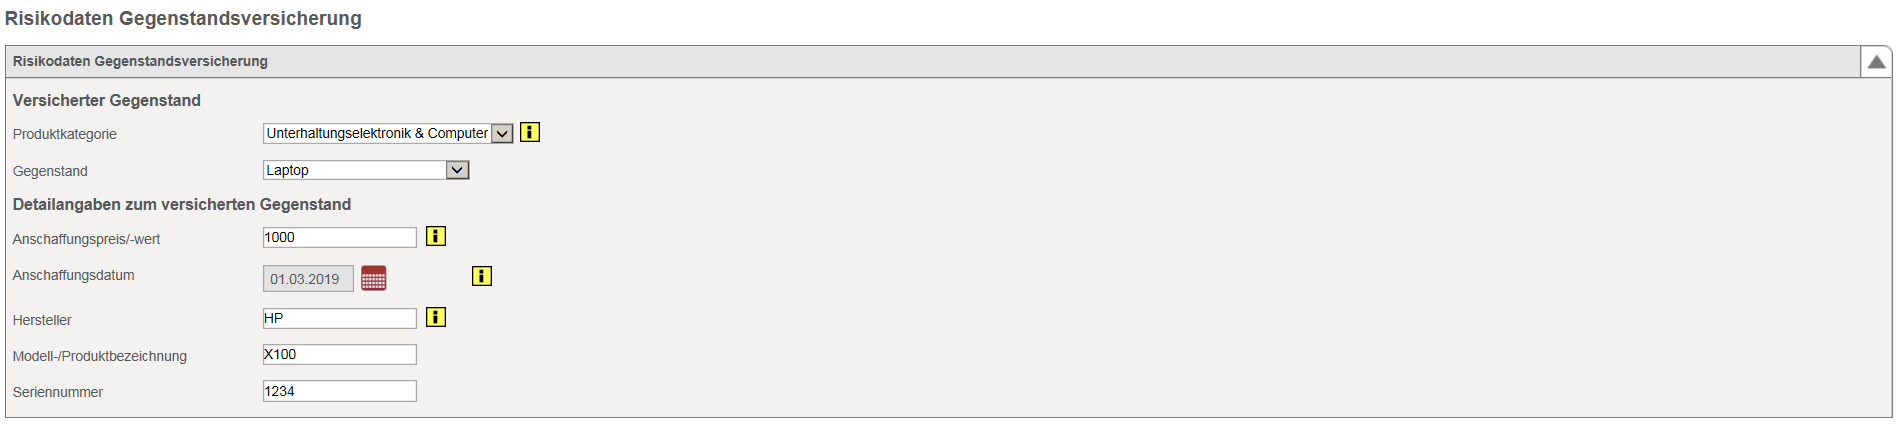 Risikodaten Gegenstandsversicherung
Risikodaten Gegenstandsversicherung
Versicherter Gegenstand
Produktkategorie Unterhaltungselektronik & Computer i
Gegenstand Laptop
Detailangaben zum versicherten Gegenstand
Anschaffungspreis/-wert 1000 i
Anschaffungsdatum 01.03.2019 i
Hersteller HP i
Modell-/Produktbezeichnung X100
Seriennummer 1234